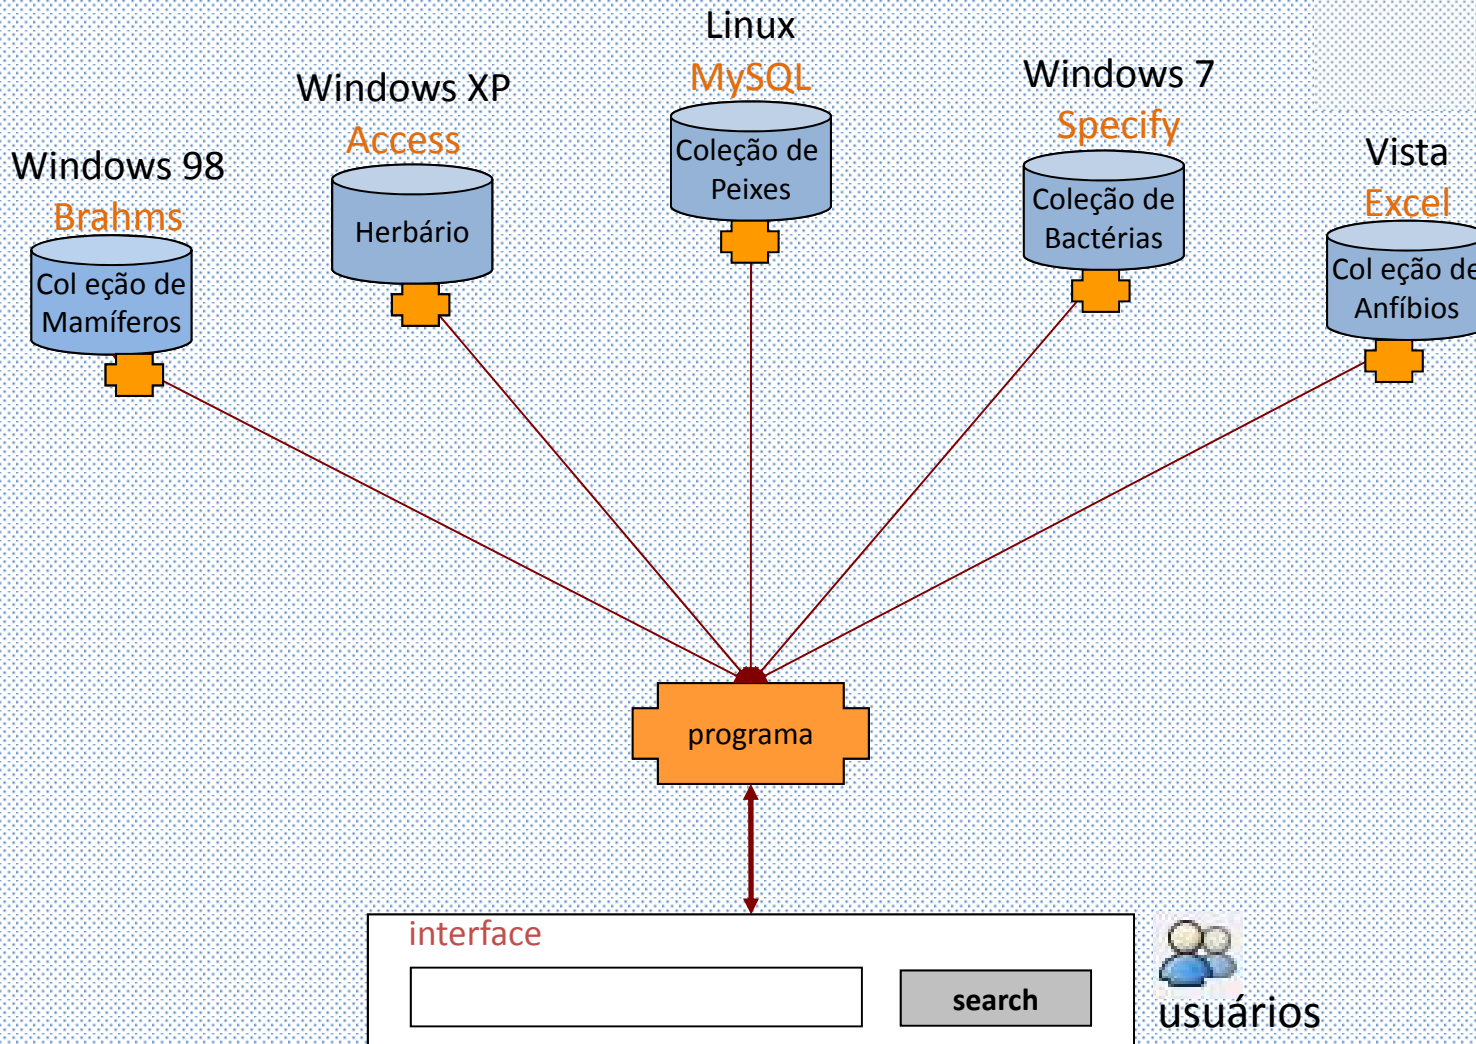 Linux
MySQL
Coleção de
Peixes
Windows XP
Access
Herbário
Windows 7
Specify
Coleção de
Bactérias
Windows 98
Brahms
Col eção de
Mamíferos
Vista
Excel
Col eção de
Anfíbios
programa
interface
search
usuários